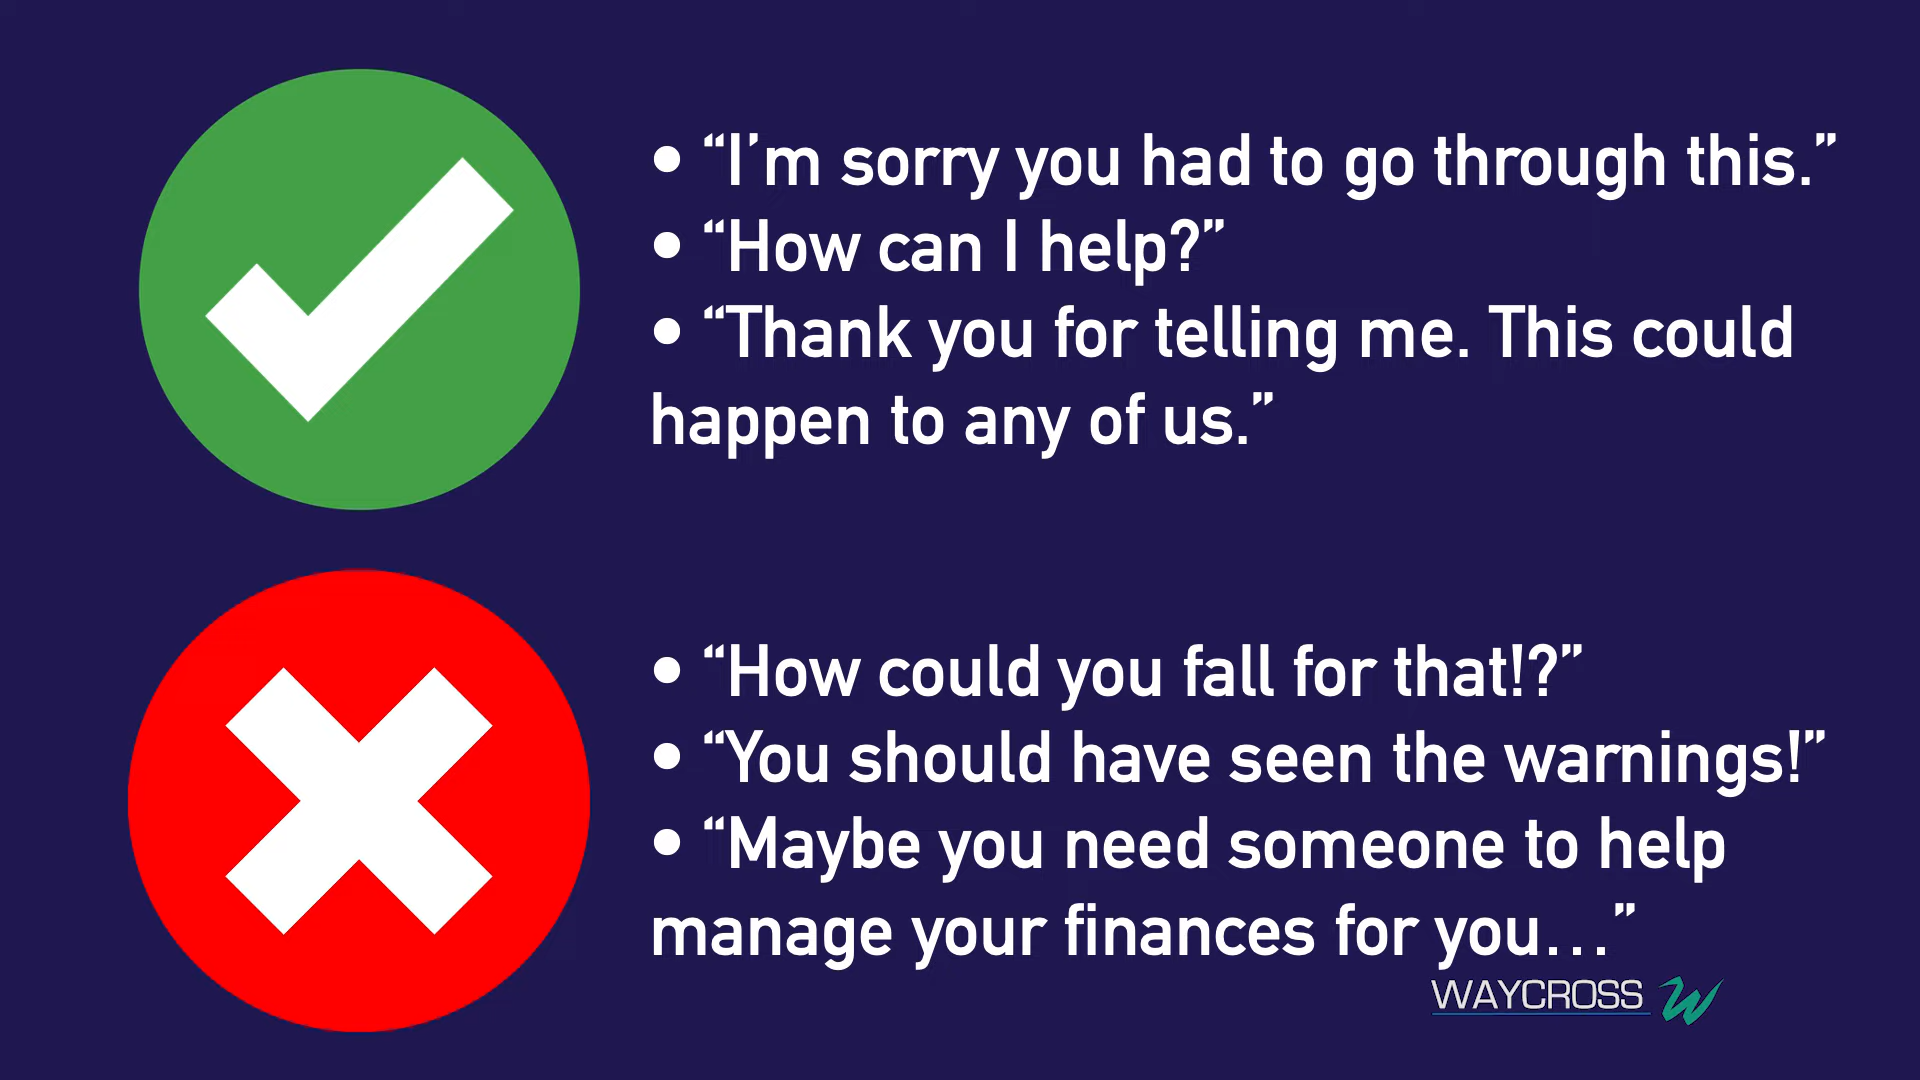 • “I’m sorry you had to go through this.”
• “How can I help?”
• “Thank you for telling me. This could
happen to any of us.”
• “How could you fall for that!?”
• “You should have seen the warnings!”
• “Maybe you need someone to help
manage your finances for you...”
WAYCROSS W